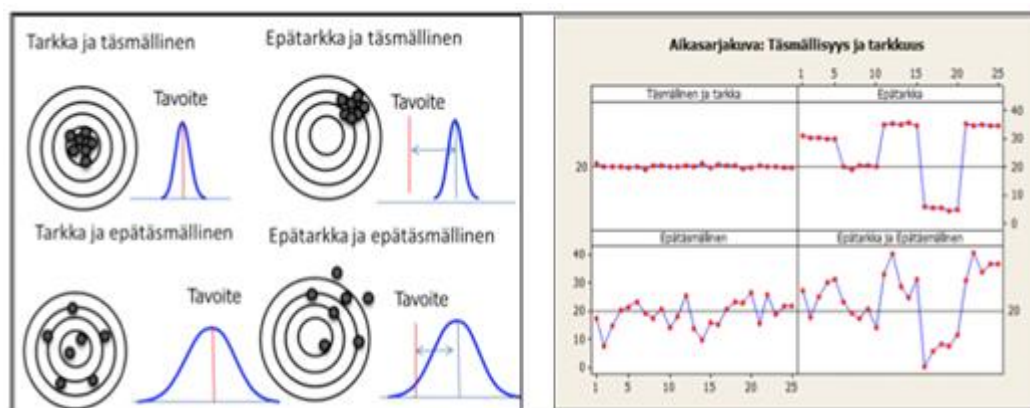 Tarkka ja täsmällinen
Epätarkka ja täsmällinen
Tavoite
Tavoite
Tarkka ja epätäsmällinen
Epätarkka ja epätäsmällinen
Tavoite
Tavoite
Aikasarjakuva: Täsmällisyys ja tarkkuus
1 5 10 15 20 25
Täsmällinen ja tarkka
Epätarkka
40
30
20
20
10
0
Epätäsmällinen
Epätarkka ja Epätäsmällinen
40
30
20
20
10
0
1 5 10 15 20 25